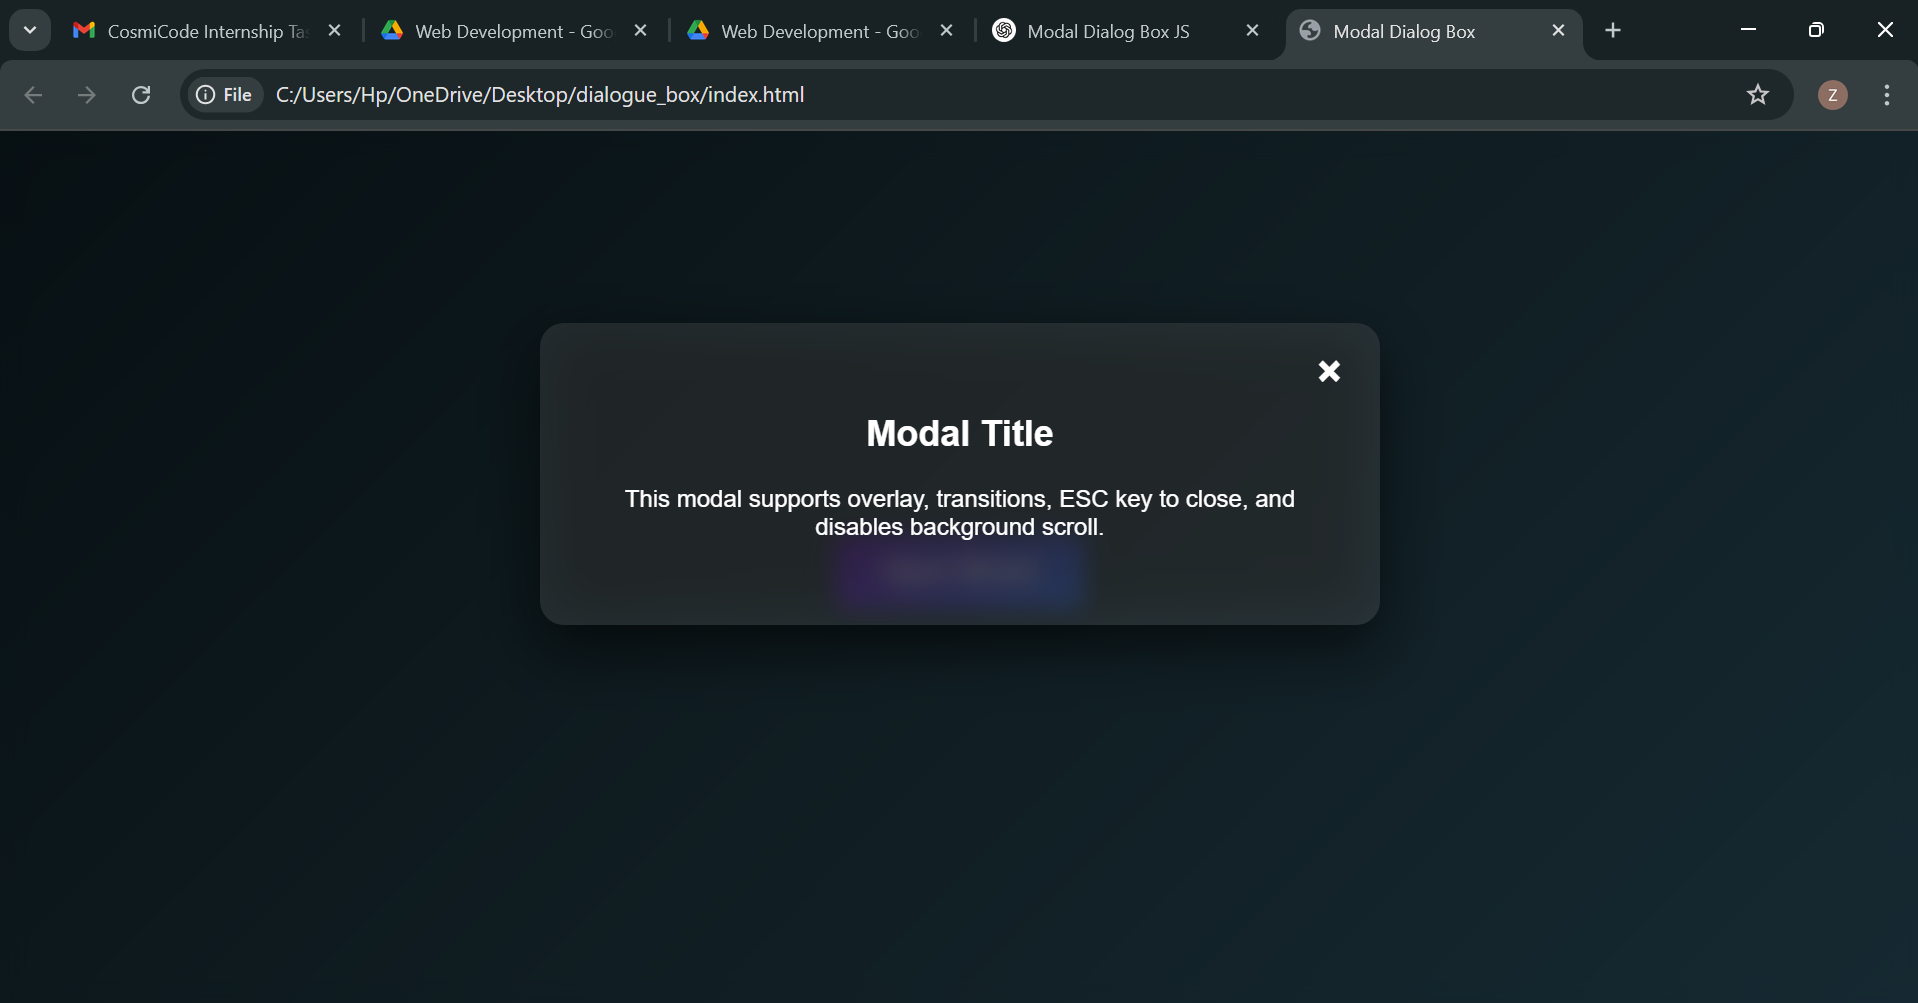 CosmiCode Internship Ta
Web Development - Goo
Web Development - Goo
Modal Dialog Box JS
Modal Dialog Box
File
C:/Users/Hp/OneDrive/Desktop/dialogue_box/index.html
Z
Modal Title
This modal supports overlay, transitions, ESC key to close, and
disables background scroll.